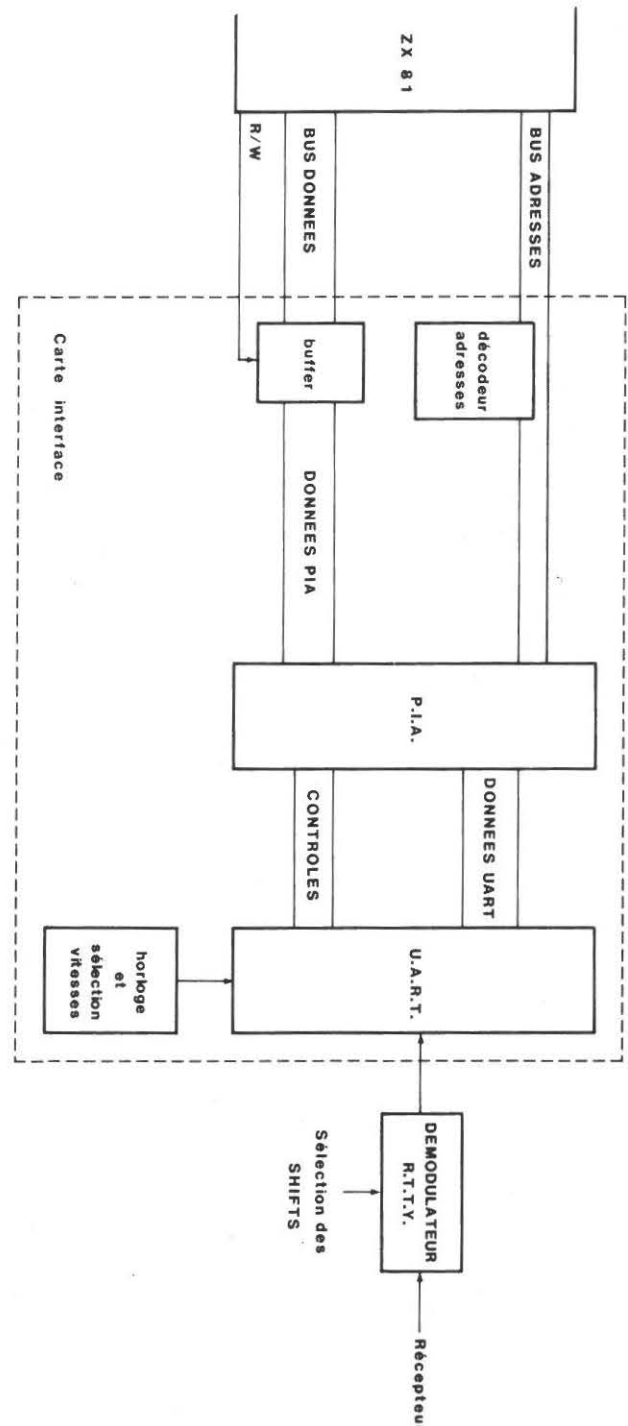 ZX 81
BUS ADRESSES
BUS DONNEES
R/W
décodeur
adresses
buffer
Carte interface
DONNEES PIA
P.I.A.
DONNEES UART
CONTROLES
U.A.R.T.
horloge
et
sélection
vitesses
DEMODULATEUR
R.T.T.Y.
Sélection des
SHIFTS
Récepteu